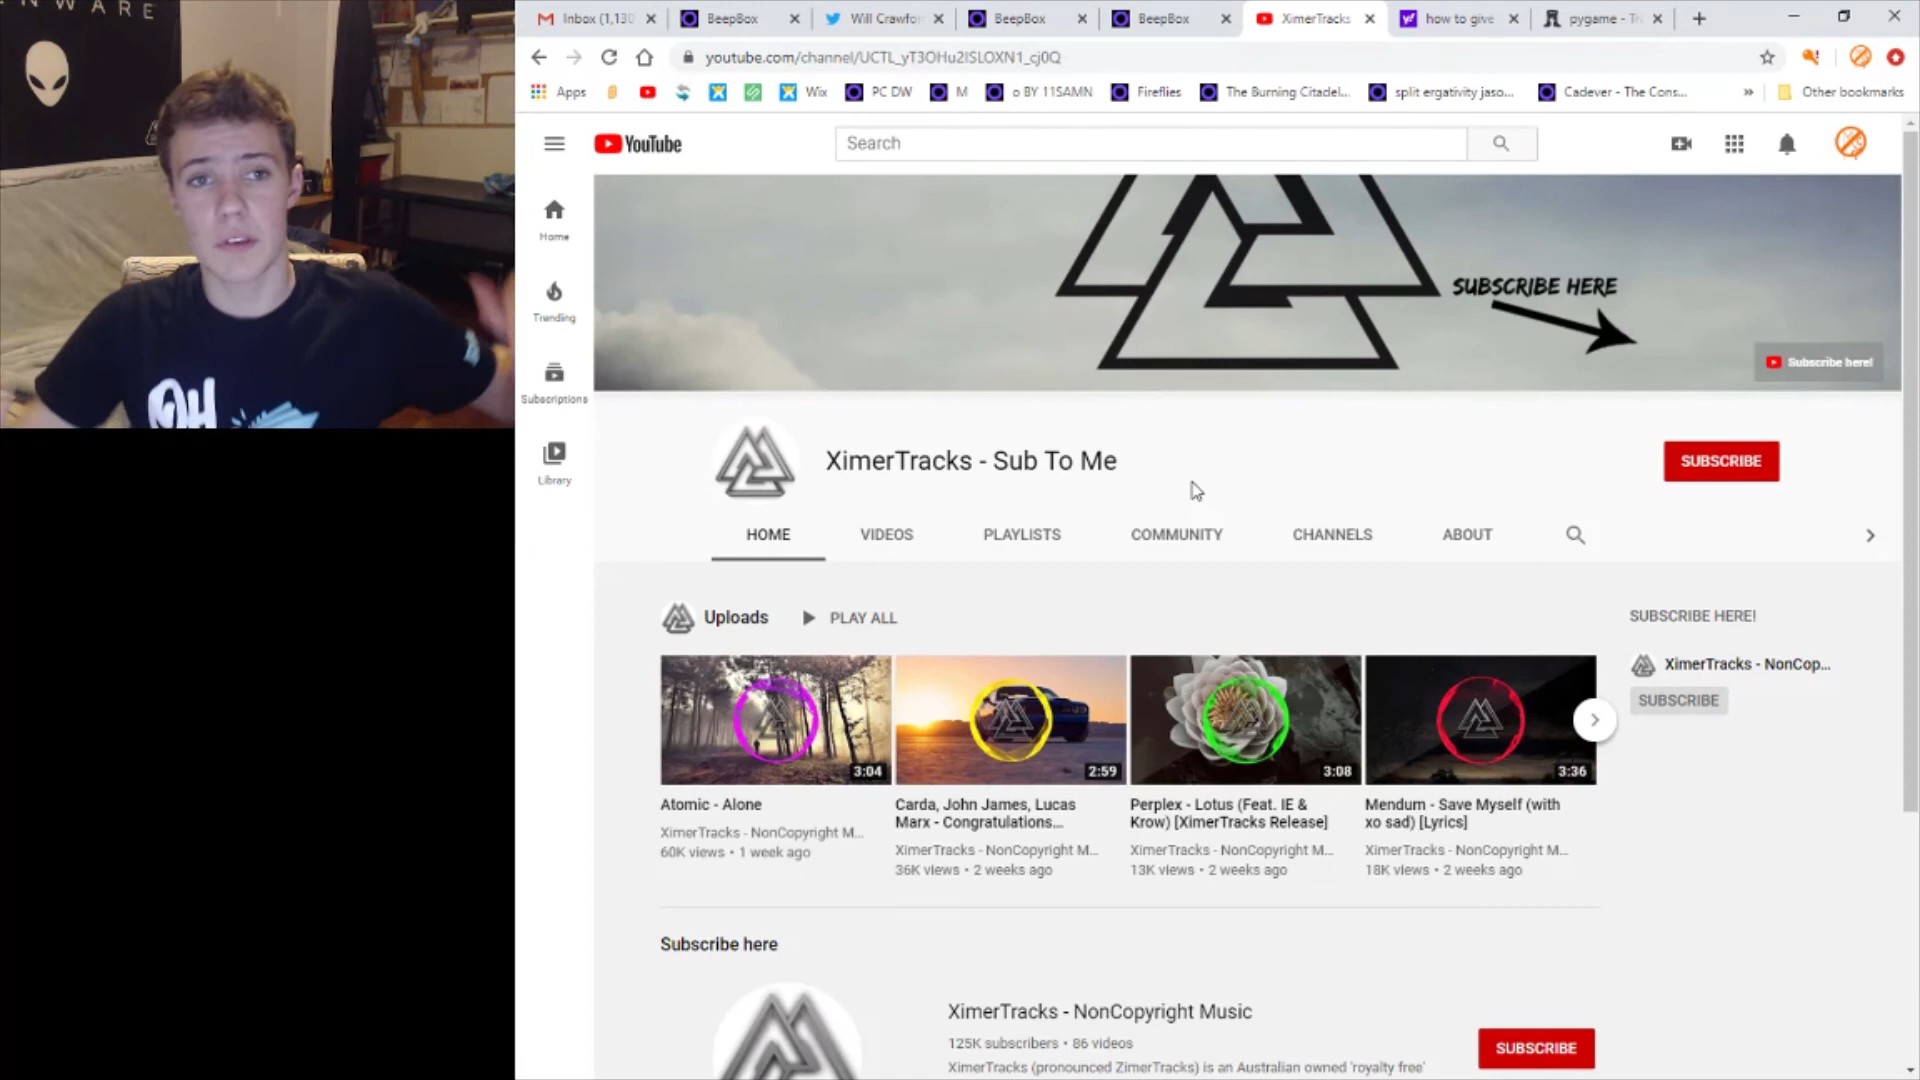 ENWARE
OH
Inbox (1,130
BeepBox
Will Crawfor
BeepBox
BeepBox
XimerTracks
how to give
pygame - Tr
youtube.com/channel/UCTL_yT3OHu2lSLOXN1_cj0Q
Apps
Wix
PC DW
M
o BY 11SAMN
Fireflies
The Burning Citadel...
split ergativity jaso...
Cadever - The Cons...
»
Other bookmarks
YouTube
Search
Home
Trending
Subscriptions
Library
SUBSCRIBE HERE
Subscribe here!
XimerTracks - Sub To Me
SUBSCRIBE
HOME
VIDEOS
PLAYLISTS
COMMUNITY
CHANNELS
ABOUT
Uploads
PLAY ALL
SUBSCRIBE HERE!
XimerTracks - NonCop...
SUBSCRIBE
3:04
Atomic - Alone
XimerTracks - NonCopyright M...
60K views • 1 week ago
2:59
Carda, John James, Lucas
Marx - Congratulations...
XimerTracks - NonCopyright M...
36K views • 2 weeks ago
3:08
Perplex - Lotus (Feat. IE &
Krow) [XimerTracks Release]
XimerTracks - NonCopyright M...
13K views • 2 weeks ago
3:36
Mendum - Save Myself (with
xo sad) [Lyrics]
XimerTracks - NonCopyright M...
18K views • 2 weeks ago
Subscribe here
XimerTracks - NonCopyright Music
125K subscribers • 86 videos
XimerTracks (pronounced ZimerTracks) is an Australian owned 'royalty free'
SUBSCRIBE